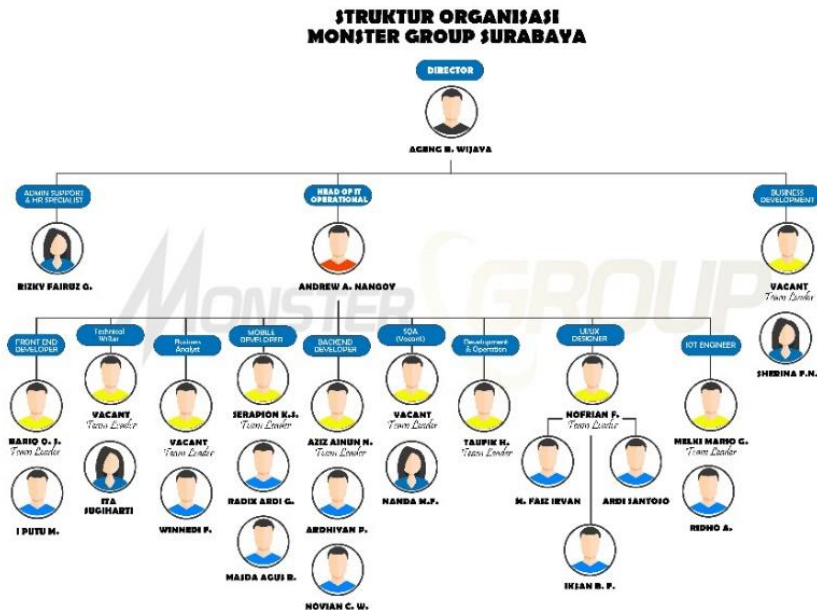 STRUKTUR ORGANISASI
MONSTER GROUP SURABAYA
DIRECTOR
AGENG H. WIJAYA
ADMIN SUPPORT
& HR SPECIALIST
RIZKY FAIRUZ G.
HEAD OF IT
OPERATIONAL
ANDREW A. NANGOY
BUSINESS
DEVELOPMENT
VACANT
Team Leader
SHERINA F.N.
MONSTER GROUP
FRONT END
DEVELOPER
BARIQ Q. S.
Team Leader
I PUTU M.
Technical
Writer
VACANT
Team Leader
ITA
SUGIHARTI
Business
Analyst
VACANT
Team Leader
WINNEDI F.
MOBILE
DEVELOPER
SERAPION K.S.
Team Leader
RADIX ARDI G.
MASDA AGUS R.
BACKEND
DEVELOPER
AZIZ AINUN N.
Team Leader
ARDHIYAN P.
NOVIAN C. W.
SQA
(Vacant)
VACANT
Team Leader
NANDA M.F.
Development
& Operation
TAUFIK H.
Team Leader
UI/UX
DESIGNER
NOFRIAN F.
Team Leader
M. FAIZ IRVAN
ARDI SANTOSO
IKSAN B. P.
IOT ENGINEER
MELKI MARIO G.
Team Leader
RIDHO A.